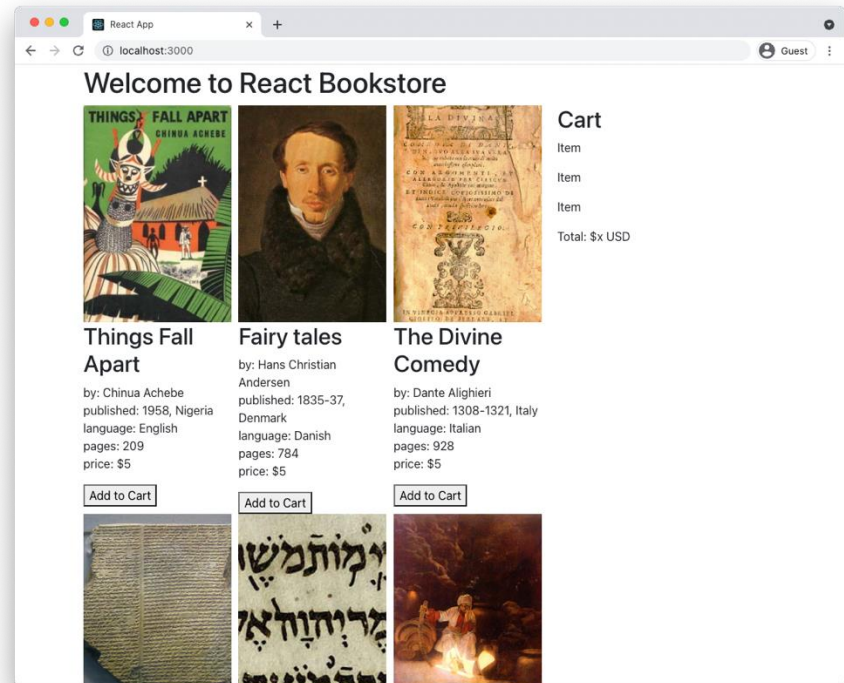 React App
localhost:3000
Guest
Welcome to React Bookstore
THINGS FALL APART
CHINUA ACHEBE
Things Fall
Apart
by: Chinua Achebe
published: 1958, Nigeria
language: English
pages: 209
price: $5
Add to Cart
Fairy tales
by: Hans Christian
Andersen
published: 1835-37,
Denmark
language: Danish
pages: 784
price: $5
Add to Cart
LA DIVINA
The Divine
Comedy
by: Dante Alighieri
published: 1308-1321, Italy
language: Italian
pages: 928
price: $5
Add to Cart
Cart
Item
Item
Item
Total: $x USD